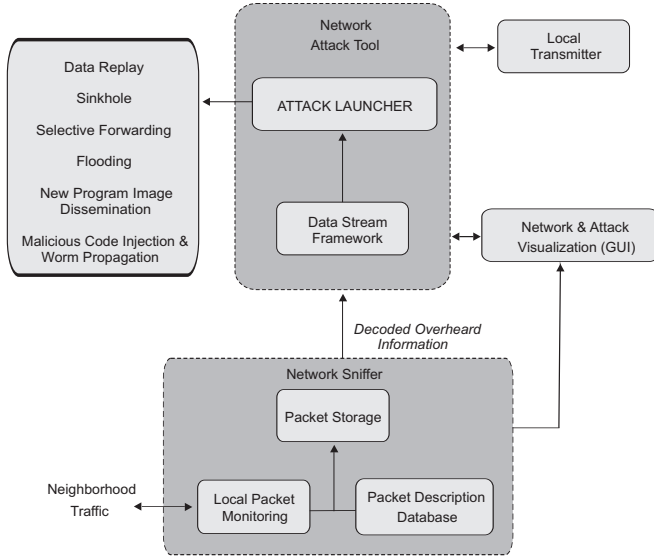 Network
Attack Tool
Local
Transmitter
Data Replay
Sinkhole
Selective Forwarding
Flooding
New Program Image
Dissemination
Malicious Code Injection &
Worm Propagation
ATTACK LAUNCHER
Data Stream
Framework
Network & Attack
Visualization (GUI)
Decoded Overheard
Information
Network Sniffer
Packet Storage
Neighborhood
Traffic
Local Packet
Monitoring
Packet Description
Database